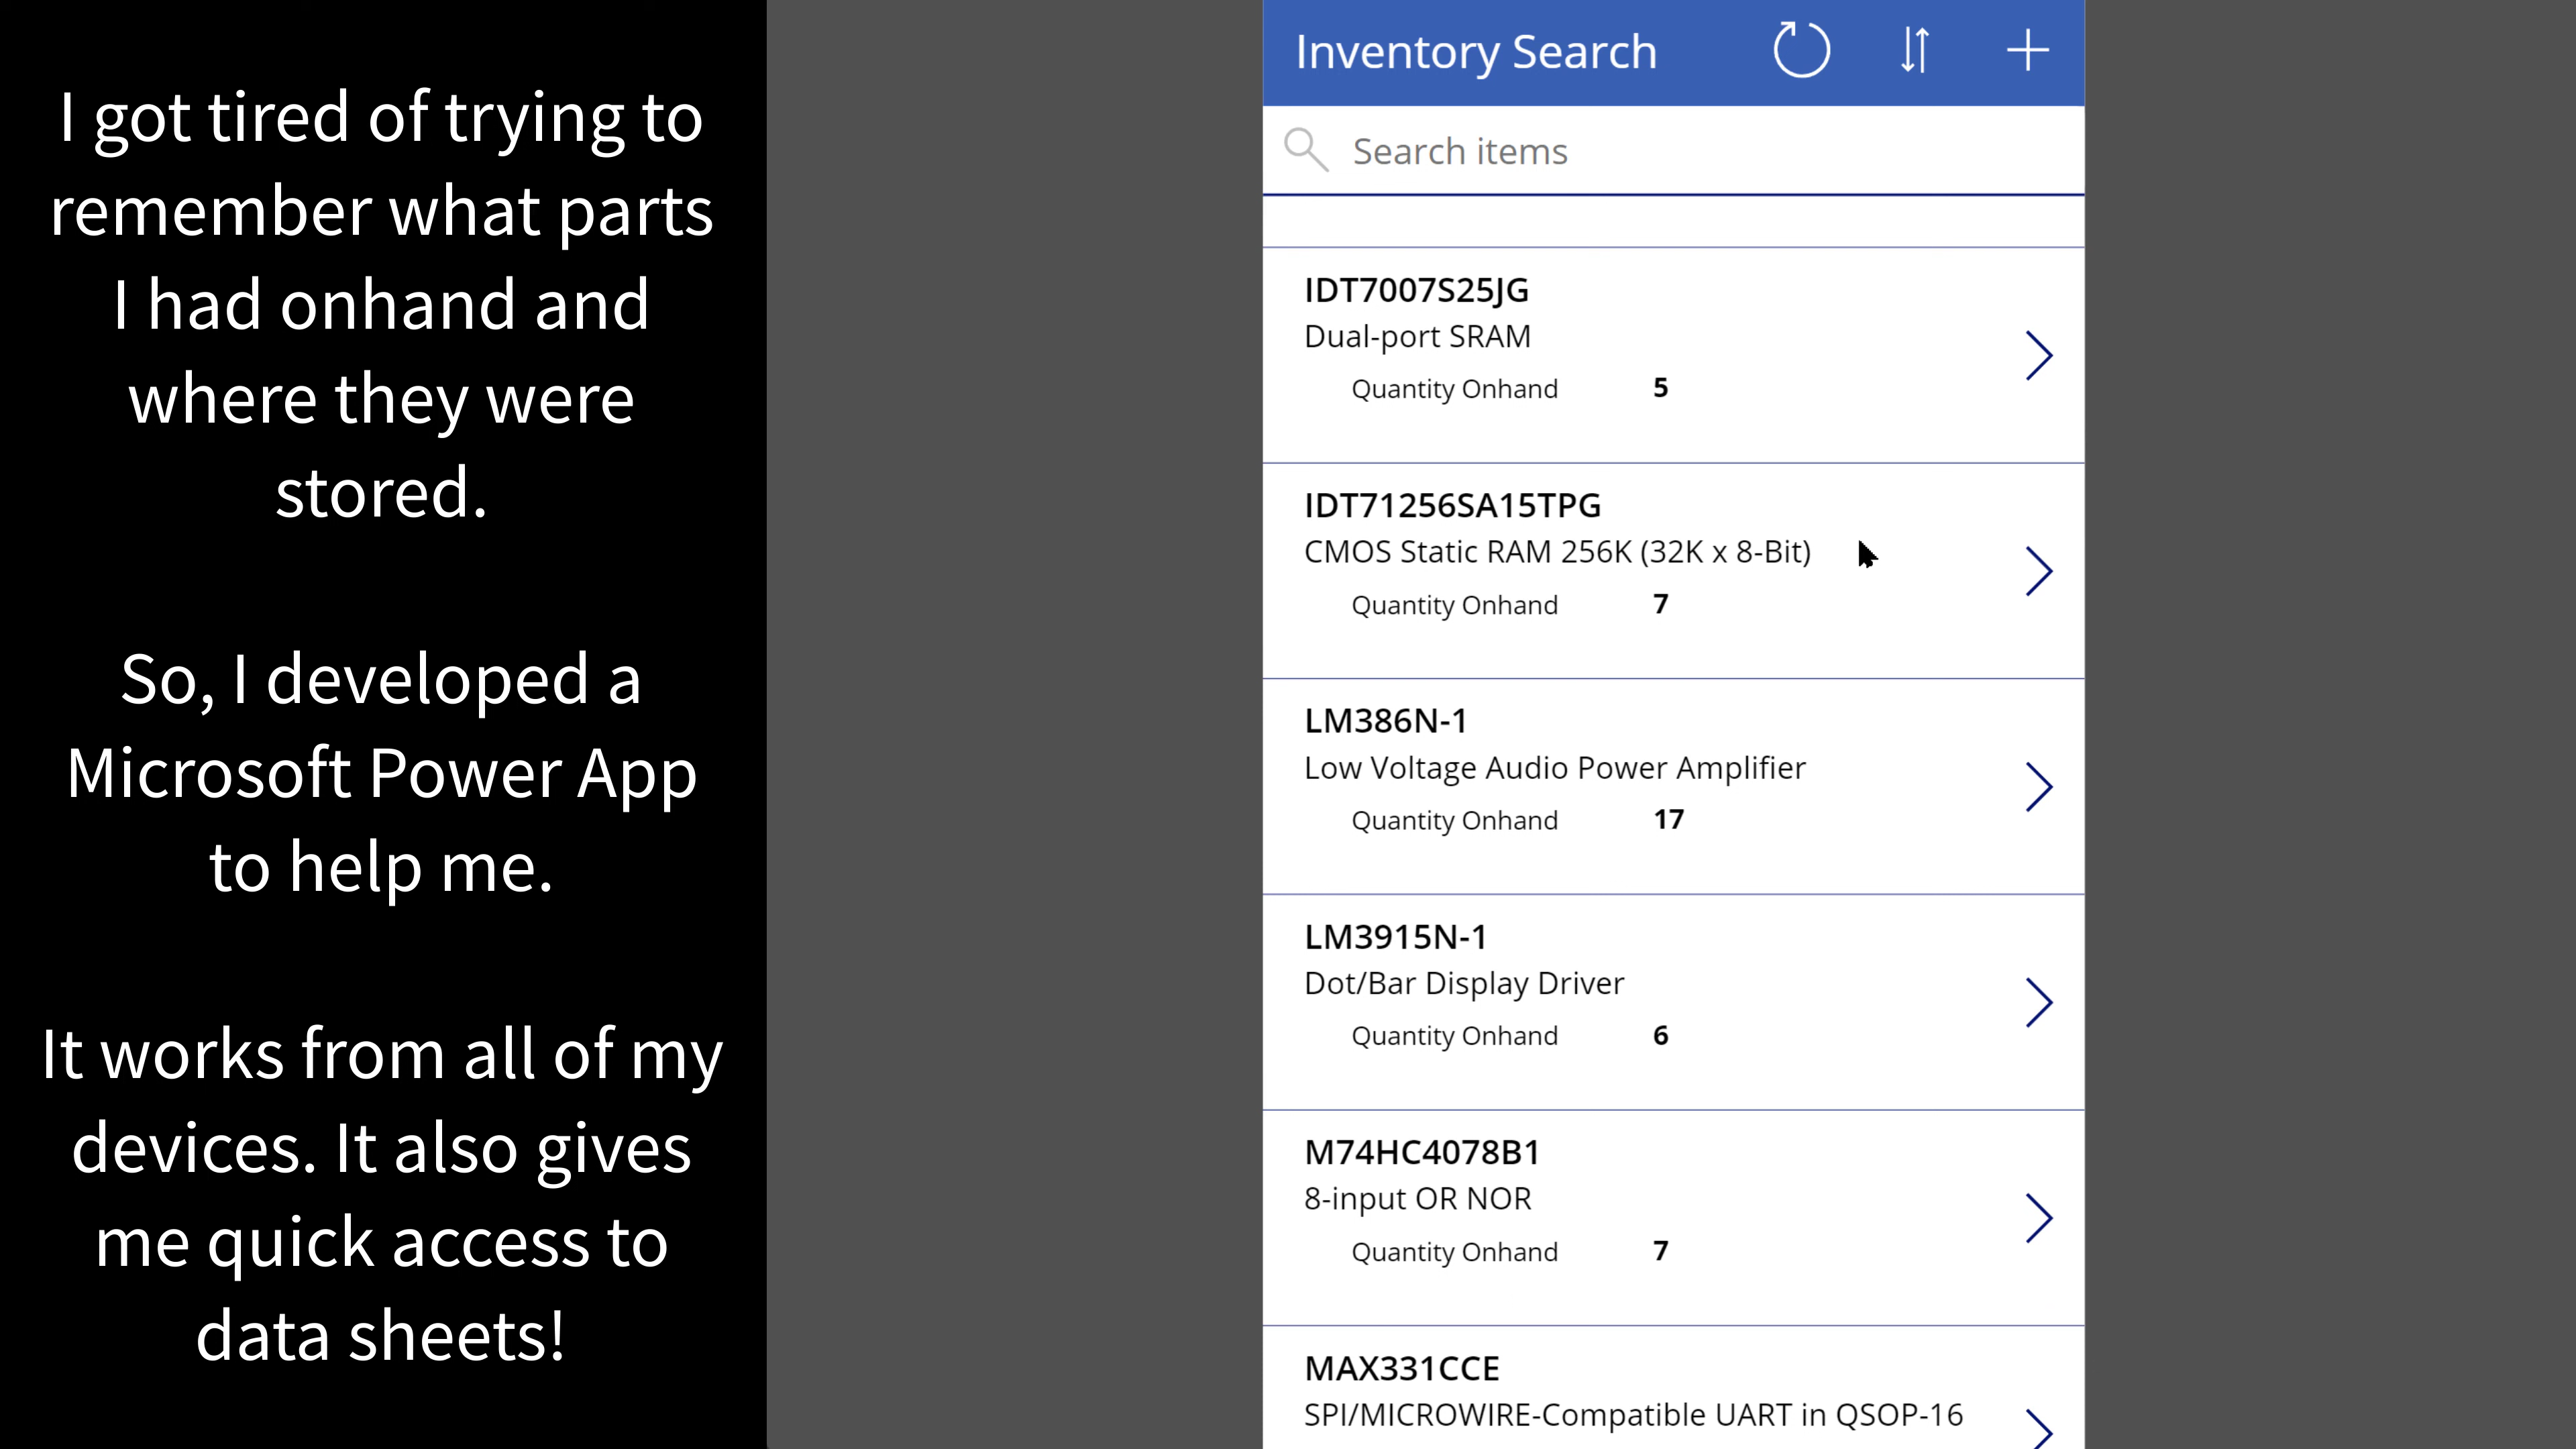 I got tired of trying to
remember what parts
I had onhand and
where they were
stored.
So, I developed a
Microsoft Power App
to help me.
It works from all of my
devices. It also gives
me quick access to
data sheets!
Inventory Search
Search items
IDT7007S25JG
Dual-port SRAM
Quantity Onhand 5
IDT71256SA15TPG
CMOS Static RAM 256K (32K x 8-Bit)
Quantity Onhand 7
LM386N-1
Low Voltage Audio Power Amplifier
Quantity Onhand 17
LM3915N-1
Dot/Bar Display Driver
Quantity Onhand 6
M74HC4078B1
8-input OR NOR
Quantity Onhand 7
MAX331CCE
SPI/MICROWIRE-Compatible UART in QSOP-16